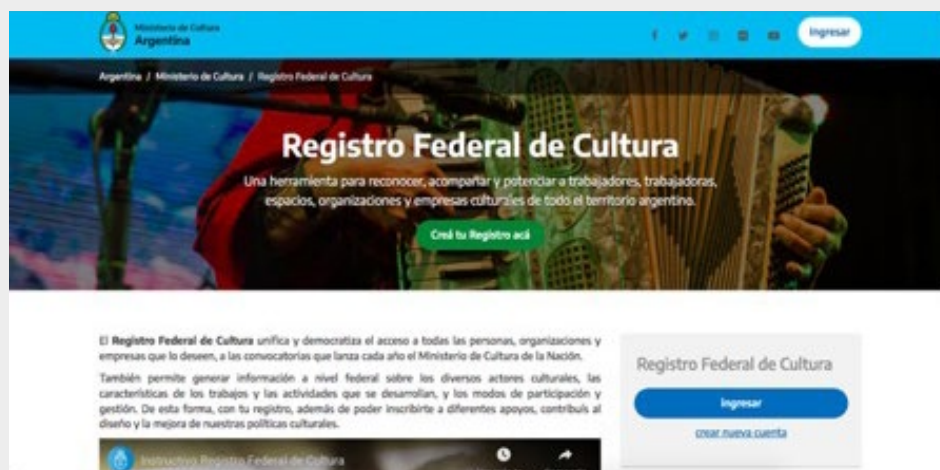 Ministerio de Cultura
Argentina
Ingresar
Argentina / Ministerio de Cultura / Registro Federal de Cultura
Registro Federal de Cultura
Una herramienta para reconocer, acompañar y potenciar a trabajadores, trabajadoras,
espacios, organizaciones y empresas culturales de todo el territorio argentino.
Creá tu Registro acá
El Registro Federal de Cultura unifica y democratiza el acceso a todas las personas, organizaciones y
empresas que lo deseen, a las convocatorias que lanza cada año el Ministerio de Cultura de la Nación.
También permite generar información a nivel federal sobre los diversos actores culturales, las
características de los trabajos y las actividades que se desarrollan, y los modos de participación y
gestión. De esta forma, con tu registro, además de poder inscribirte a diferentes apoyos, contribuís al
diseño y la mejora de nuestras políticas culturales.
Registro Federal de Cultura
ingresar
crear nueva cuenta
Instructivo Registro Federal de Cultura